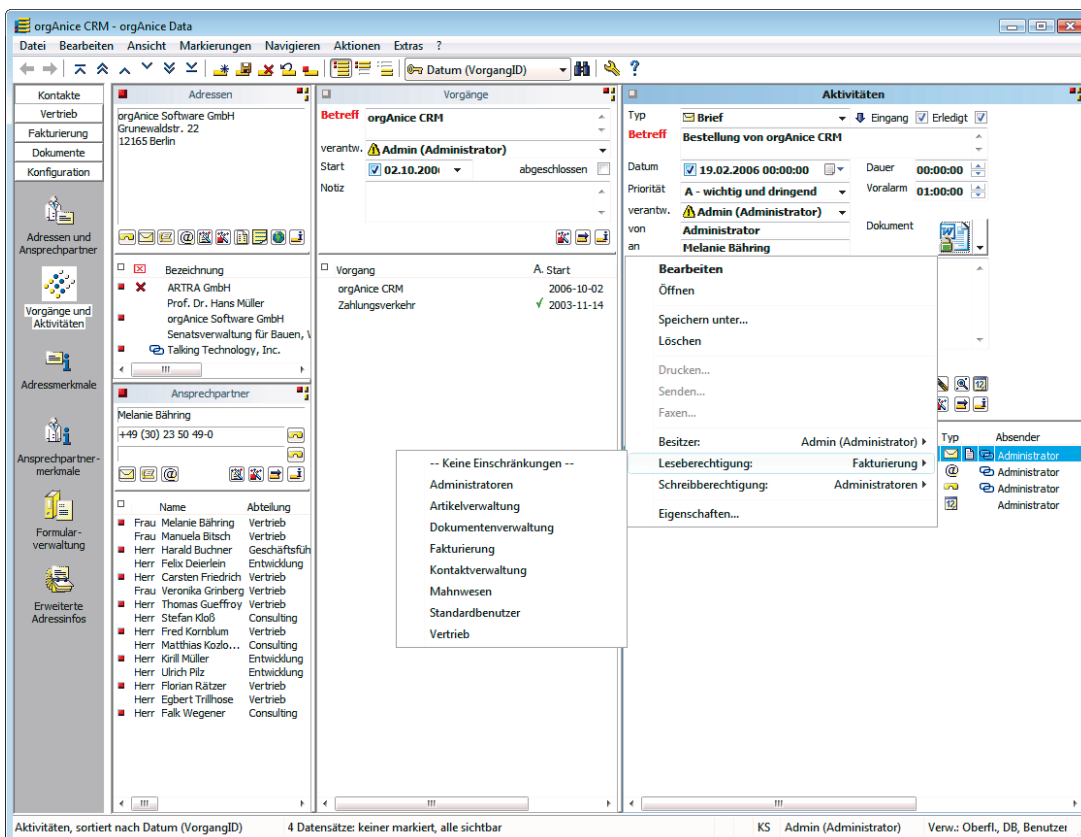 orgAnice CRM - orgAnice Data
Datei Bearbeiten Ansicht Markierungen Navigieren Aktionen Extras ?
Datum (VorgangID)
Kontakte
Vertrieb
Fakturierung
Dokumente
Konfiguration
Adressen und
Ansprechpartner
Vorgänge und
Aktivitäten
Adressmerkmale
Ansprechpartner-
merkmale
Formular-
verwaltung
Erweiterte
Adressinfos
Adressen
orgAnice Software GmbH
Grunewaldstr. 22
12165 Berlin
Bezeichnung
ARTRA GmbH
Prof. Dr. Hans Müller
orgAnice Software GmbH
Senatsverwaltung für Bauen,
Talking Technology, Inc.
Ansprechpartner
Melanie Bähring
+49 (30) 23 50 49-0
Name Abteilung
Frau Melanie Bähring Vertrieb
Frau Manuela Bitsch Vertrieb
Herr Harald Buchner Geschäftsfüh
Herr Felix Deierlein Entwicklung
Herr Carsten Friedrich Vertrieb
Frau Veronika Grinberg Vertrieb
Herr Thomas Gueffroy Vertrieb
Herr Stefan Kloß Consulting
Herr Fred Kornblum Vertrieb
Herr Matthias Kozlo... Consulting
Herr Kirill Müller Entwicklung
Herr Ulrich Pilz Entwicklung
Herr Florian Rätzer Vertrieb
Herr Egbert Trillhose Vertrieb
Herr Falk Wegener Consulting
Vorgänge
Betreff orgAnice CRM
verantw. Admin (Administrator)
Start 02.10.200 abgeschlossen
Notiz
Vorgang A. Start
orgAnice CRM 2006-10-02
Zahlungsverkehr 2003-11-14
Aktivitäten
Typ Brief Eingang Erledigt
Betreff Bestellung von orgAnice CRM
Datum 19.02.2006 00:00:00 Dauer 00:00:00
Priorität A - wichtig und dringend Voralarm 01:00:00
verantw. Admin (Administrator)
von Administrator Dokument
an Melanie Bähring
Bearbeiten
Öffnen
Speichern unter...
Löschen
Drucken...
Senden...
Faxen...
Besitzer: Admin (Administrator)
Leseberechtigung: Fakturierung
Schreibberechtigung: Administratoren
Eigenschaften...
-- Keine Einschränkungen --
Administratoren
Artikelverwaltung
Dokumentenverwaltung
Fakturierung
Kontaktverwaltung
Mahnwesen
Standardbenutzer
Vertrieb
Typ Absender
Administrator
Administrator
Administrator
Administrator
Aktivitäten, sortiert nach Datum (VorgangID) 4 Datensätze: keiner markiert, alle sichtbar KS Admin (Administrator) Verw.: Oberfl., DB, Benutzer